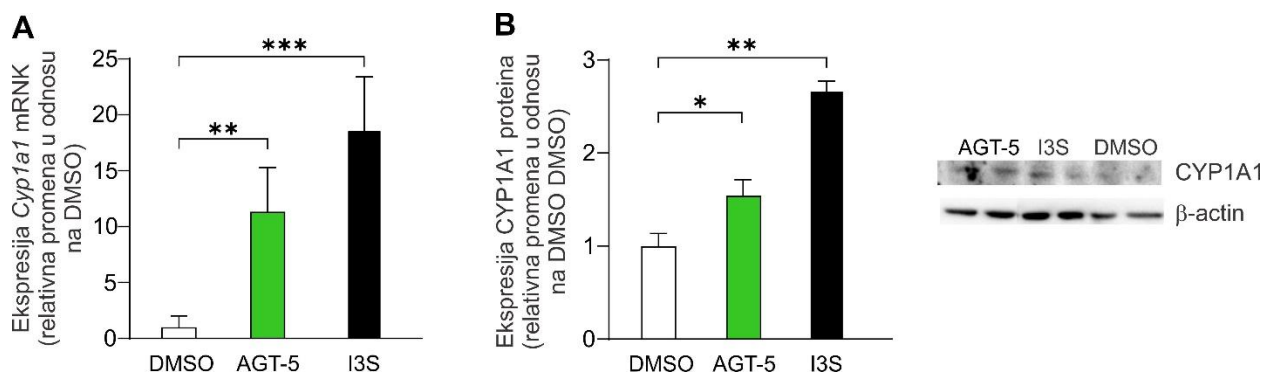 A
Ekspresija Cyp1a1 mRNK
(relativna promena u odnosu
na DMSO)
25
20
15
10
5
0
***
**
DMSO AGT-5 I3S
B
Ekspresija CYP1A1 proteina
(relativna promena u odnosu
na DMSO DMSO)
3
2
1
0
**
*
DMSO AGT-5 I3S
AGT-5 I3S DMSO
CYP1A1
β-actin